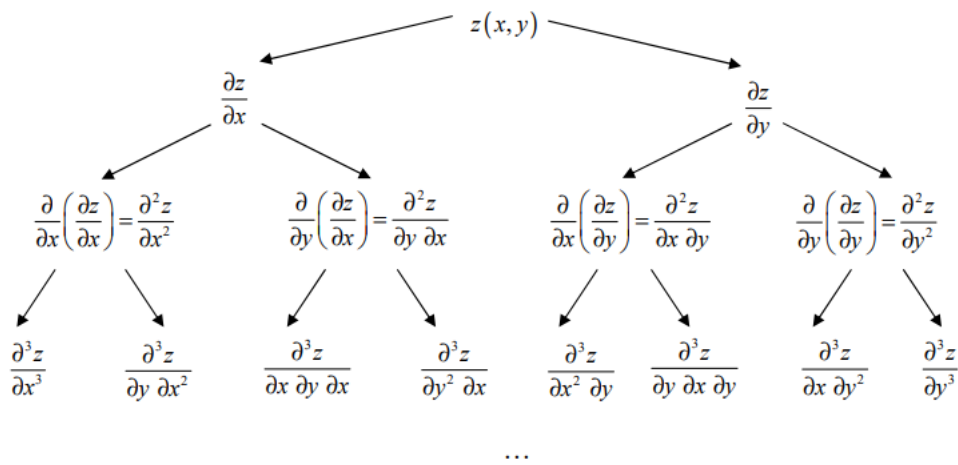 z(x,y)
∂z/∂x ∂z/∂y
∂/∂x(∂z/∂x)=∂²z/∂x² ∂/∂y(∂z/∂x)=∂²z/∂y ∂x ∂/∂x(∂z/∂y)=∂²z/∂x ∂y ∂/∂y(∂z/∂y)=∂²z/∂y²
∂³z/∂x³ ∂³z/∂y ∂x² ∂³z/∂x ∂y ∂x ∂³z/∂y² ∂x ∂³z/∂x² ∂y ∂³z/∂y ∂x ∂y ∂³z/∂x ∂y² ∂³z/∂y³
...